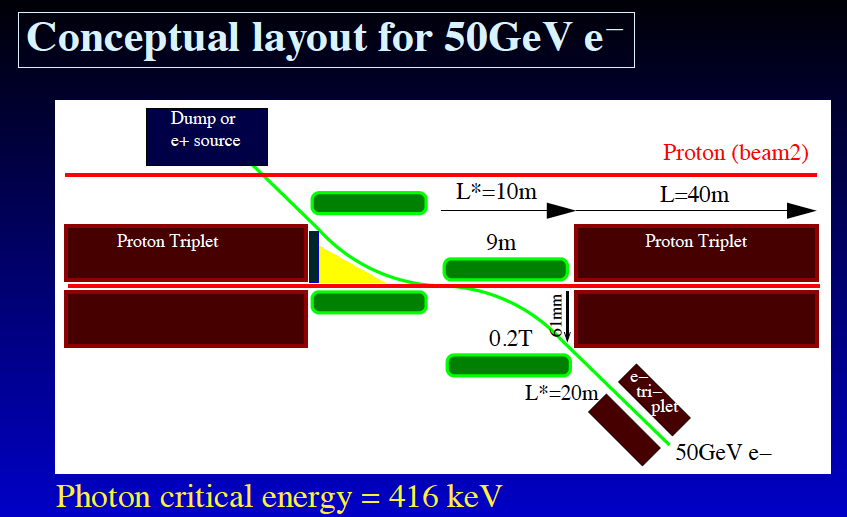 Conceptual layout for 50GeV e⁻
Dump or
e+ source
Proton (beam2)
L*=10m
L=40m
Proton Triplet
9m
Proton Triplet
61mm
0.2T
L*=20m
e−
tri−
plet
50GeV e−
Photon critical energy = 416 keV